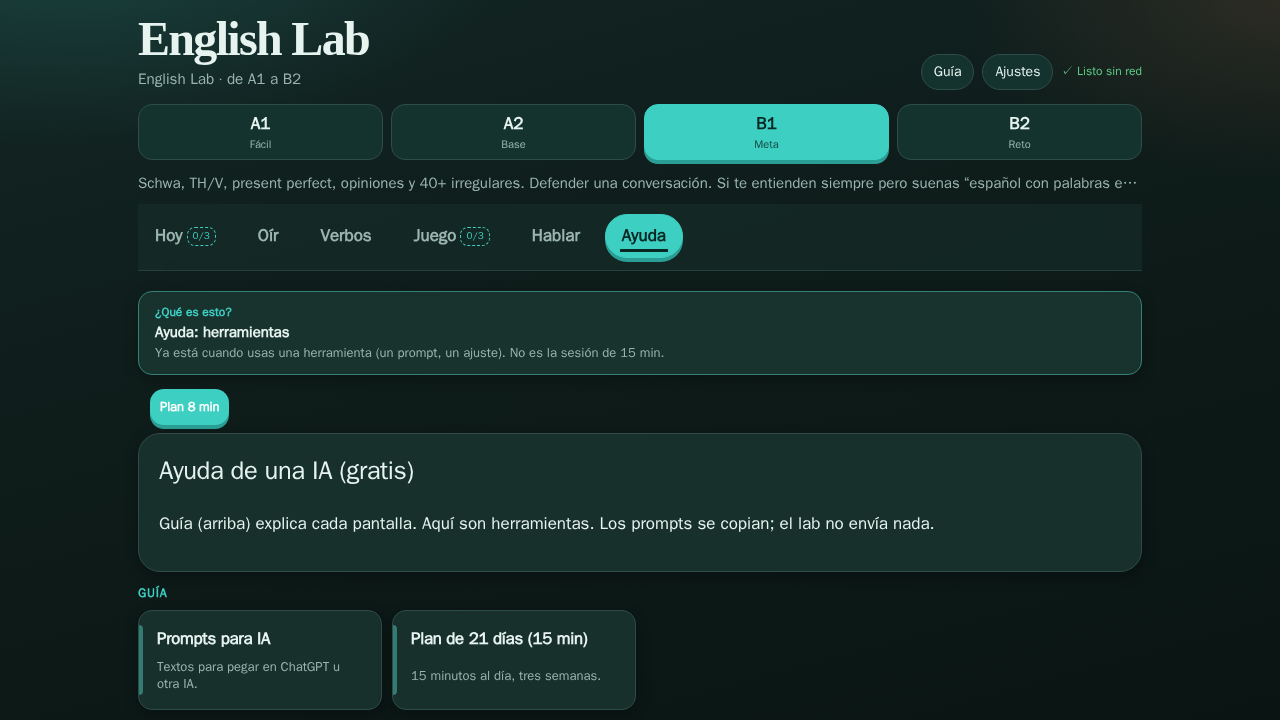 English Lab
English Lab · de A1 a B2
Guía
Ajustes
✓ Listo sin red
A1
Fácil
A2
Base
B1
Meta
B2
Reto
Schwa, TH/V, present perfect, opiniones y 40+ irregulares. Defender una conversación. Si te entienden siempre pero suenas “español con palabras e…
Hoy 0/3
Oír
Verbos
Juego 0/3
Hablar
Ayuda
¿Qué es esto?
Ayuda: herramientas
Ya está cuando usas una herramienta (un prompt, un ajuste). No es la sesión de 15 min.
Plan 8 min
Ayuda de una IA (gratis)
Guía (arriba) explica cada pantalla. Aquí son herramientas. Los prompts se copian; el lab no envía nada.
GUÍA
Prompts para IA
Textos para pegar en ChatGPT u
otra IA.
Plan de 21 días (15 min)
15 minutos al día, tres semanas.